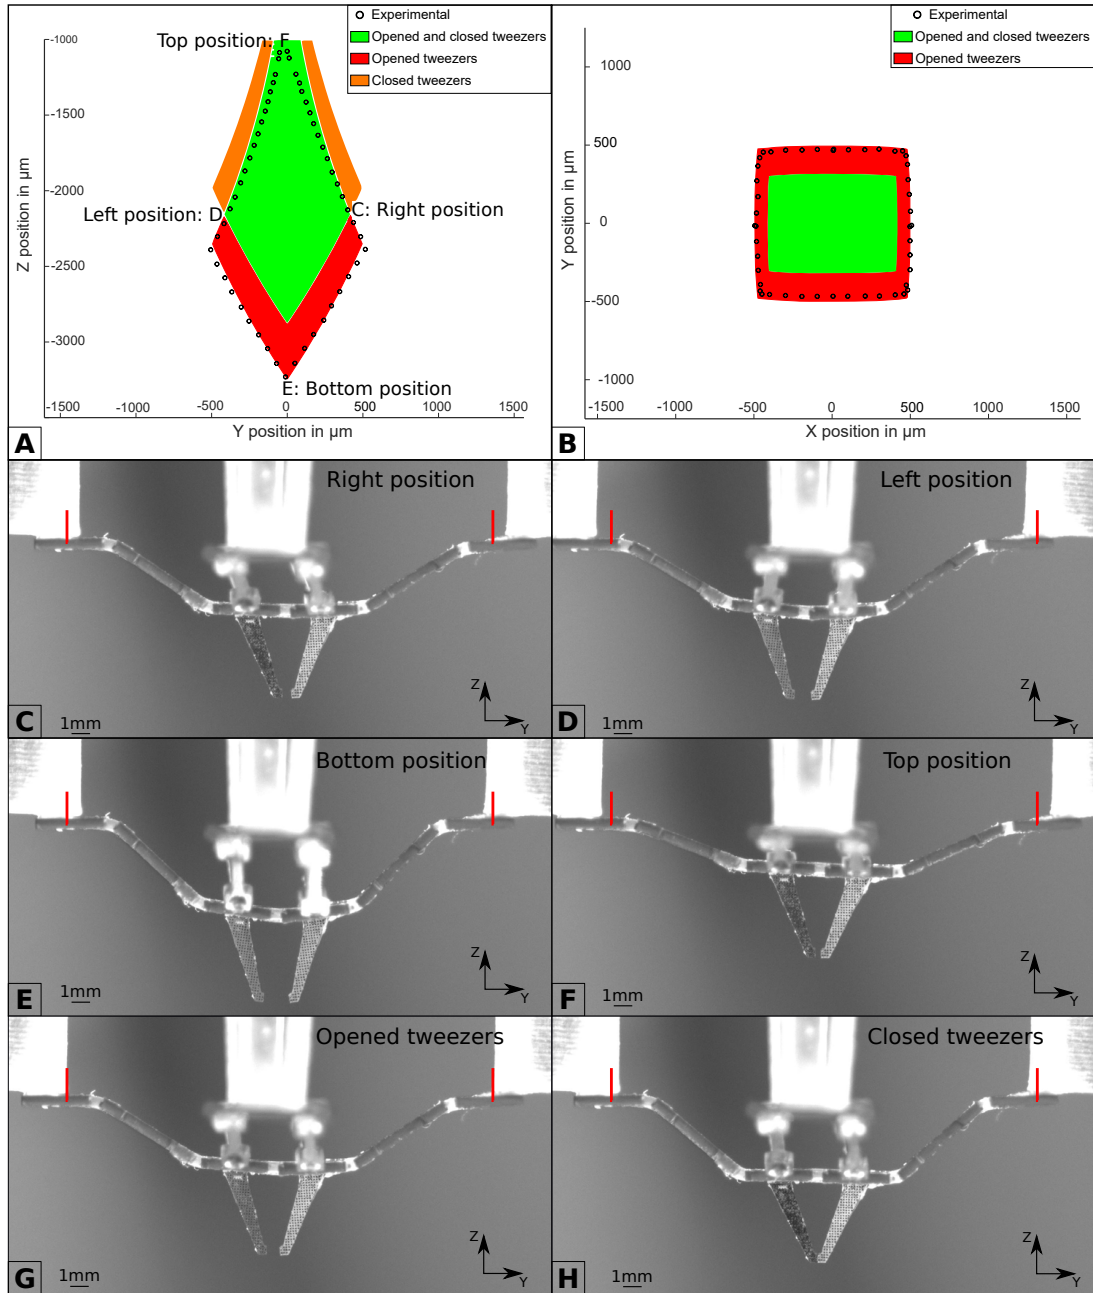 Experimental
Opened and closed tweezers
Opened tweezers
Closed tweezers
Top position: F
-1000
-1500
-2000
-2500
-3000
Z position in µm
Left position: D
C: Right position
E: Bottom position
-1500
-1000
-500
0
500
1000
1500
Y position in µm
A
Experimental
Opened and closed tweezers
Opened tweezers
1000
500
0
-500
-1000
Y position in µm
-1500
-1000
-500
0
500
1000
1500
X position in µm
B
Right position
C
1mm
Z
Y
Left position
D
1mm
Z
Y
Bottom position
E
1mm
Z
Y
Top position
F
1mm
Z
Y
Opened tweezers
G
1mm
Z
Y
Closed tweezers
H
1mm
Z
Y